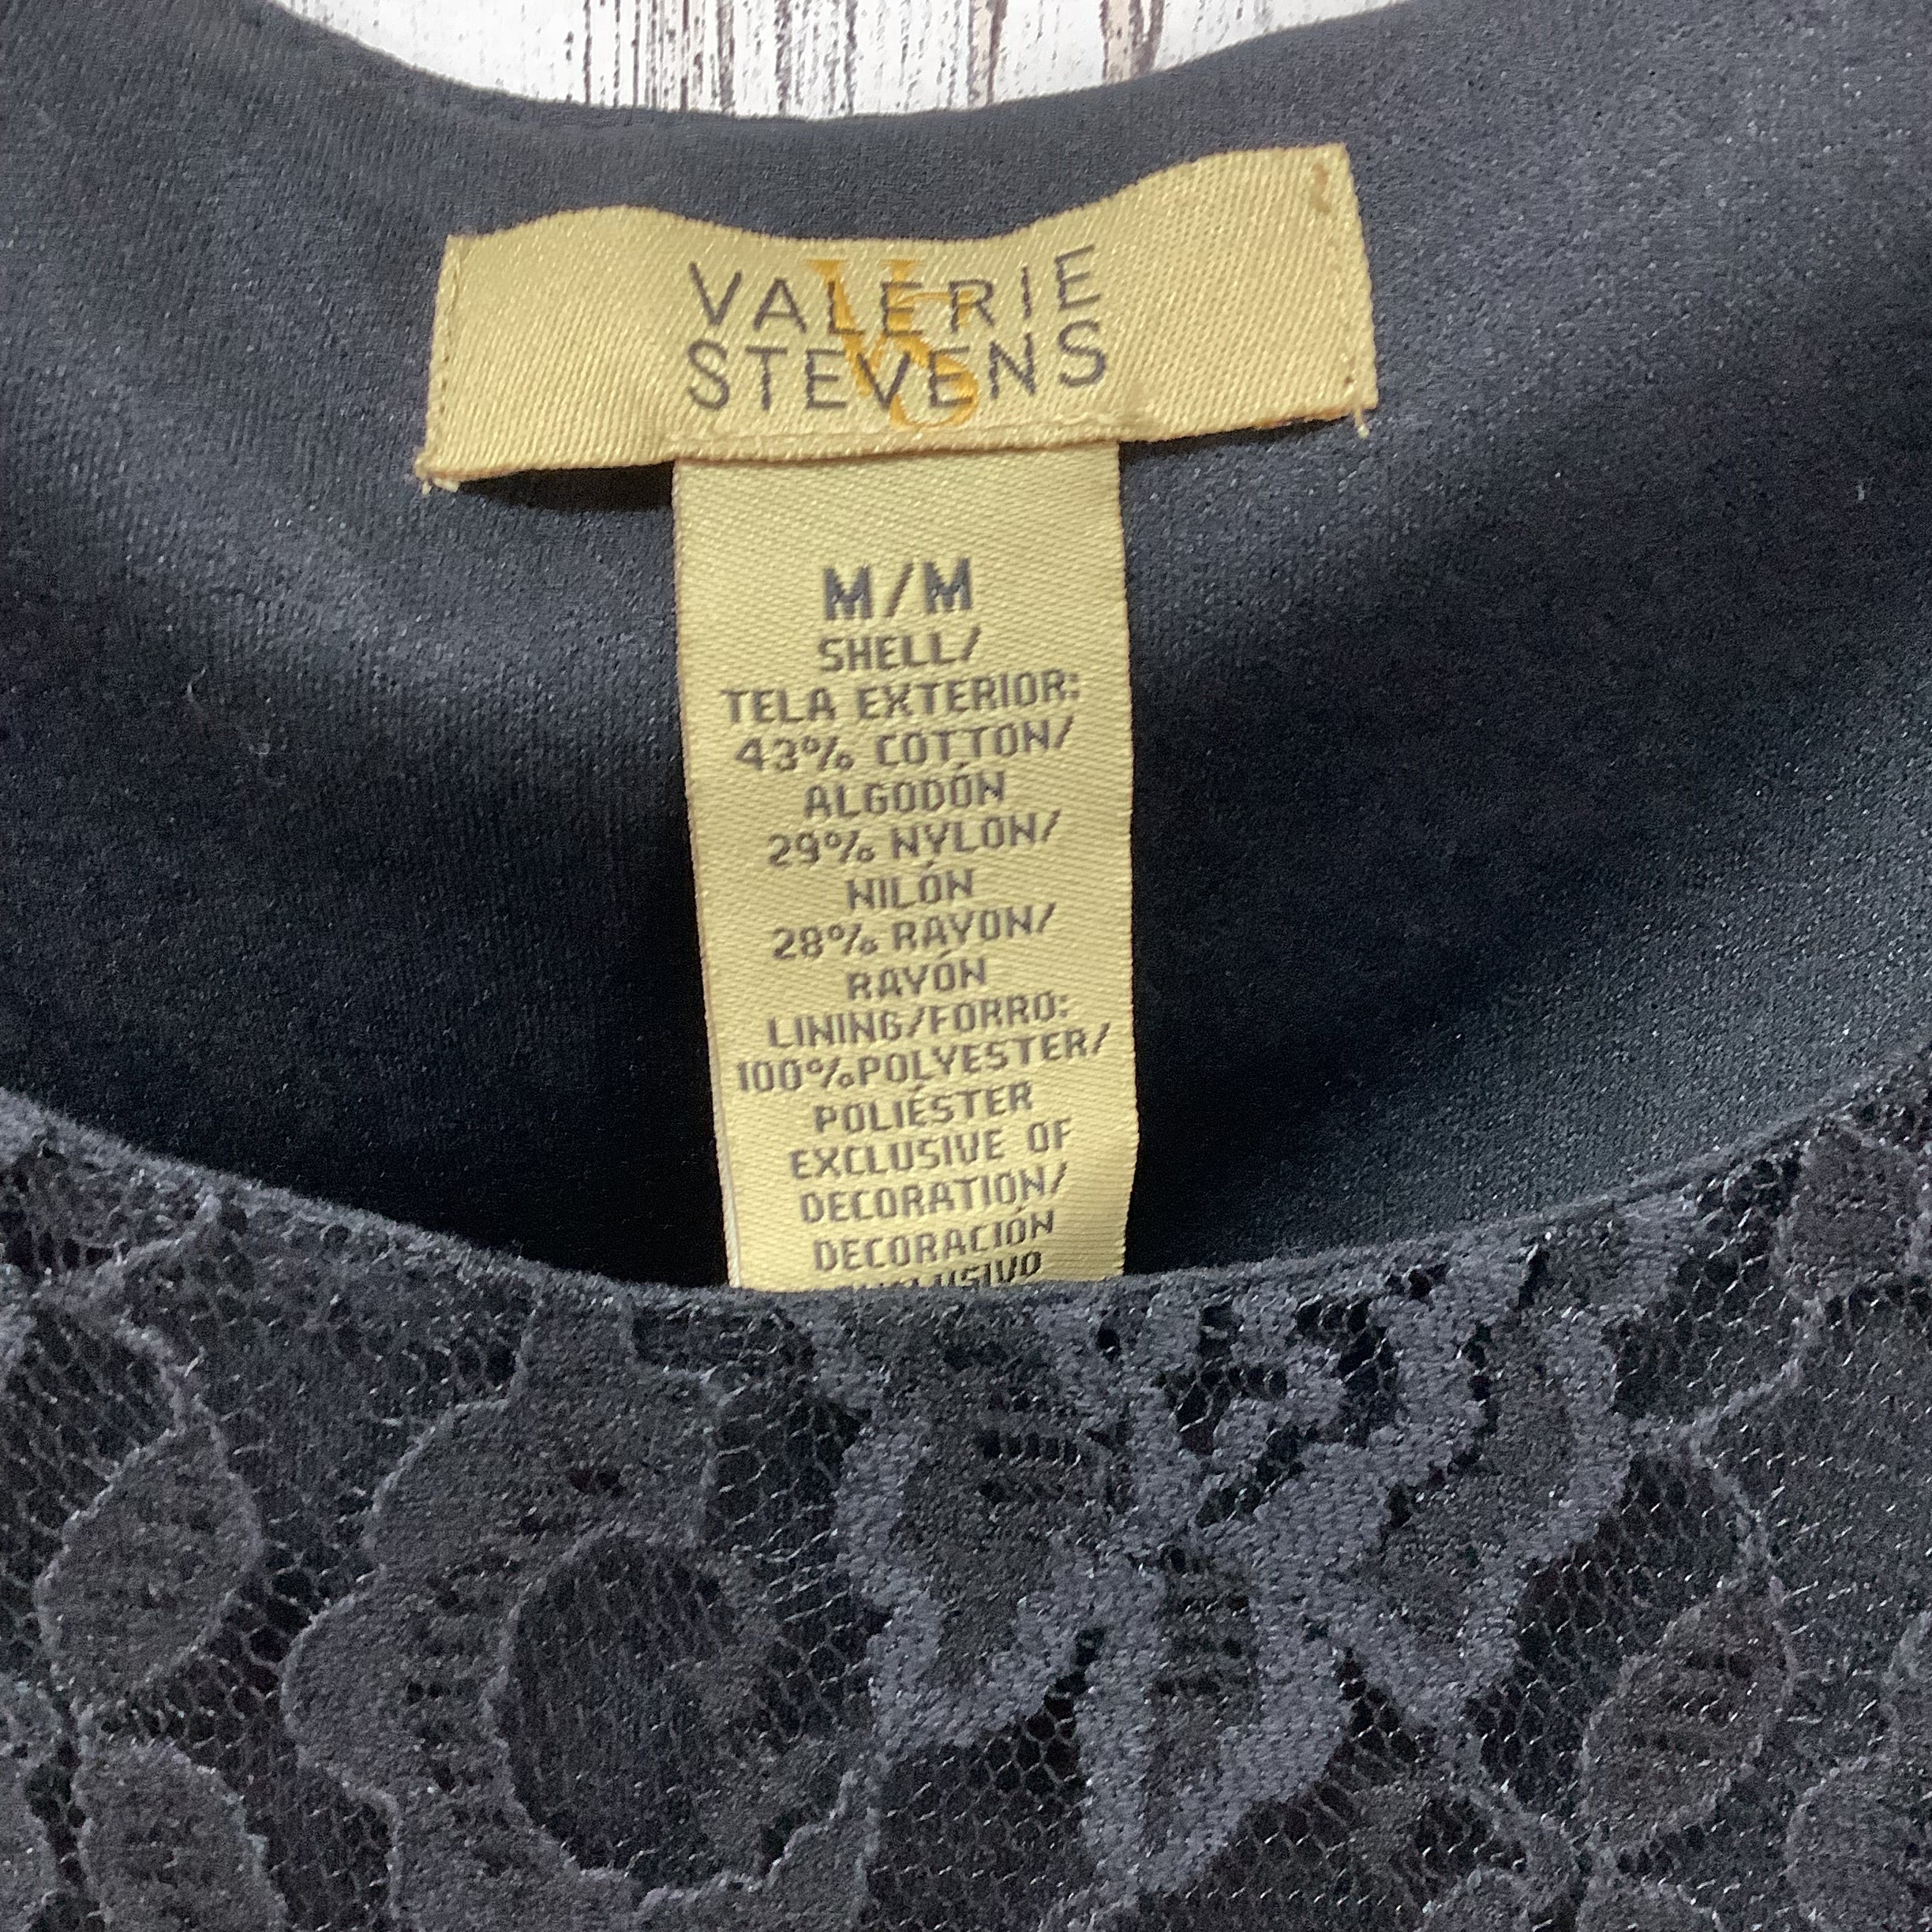 VALERIE
STEVENS
VS
M/M
SHELL/
TELA EXTERIOR:
43% COTTON/
ALGODÓN
29% NYLON/
NILÓN
28% RAYON/
RAYÓN
LINING/FORRO:
100%POLYESTER/
POLIÉSTER
EXCLUSIVE OF
DECORATION/
DECORACIÓN